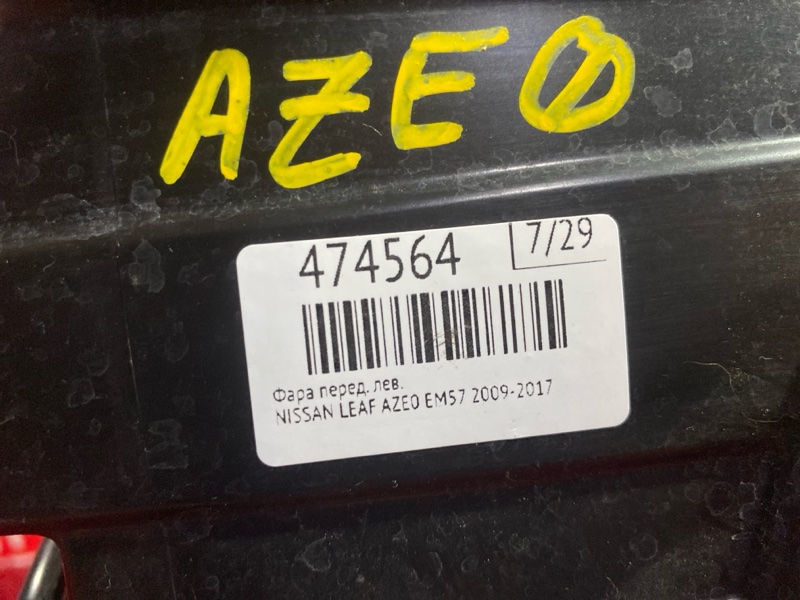 AZE0
474564 7/29
Фара перед. лев.
NISSAN LEAF AZE0 EM57 2009-2017